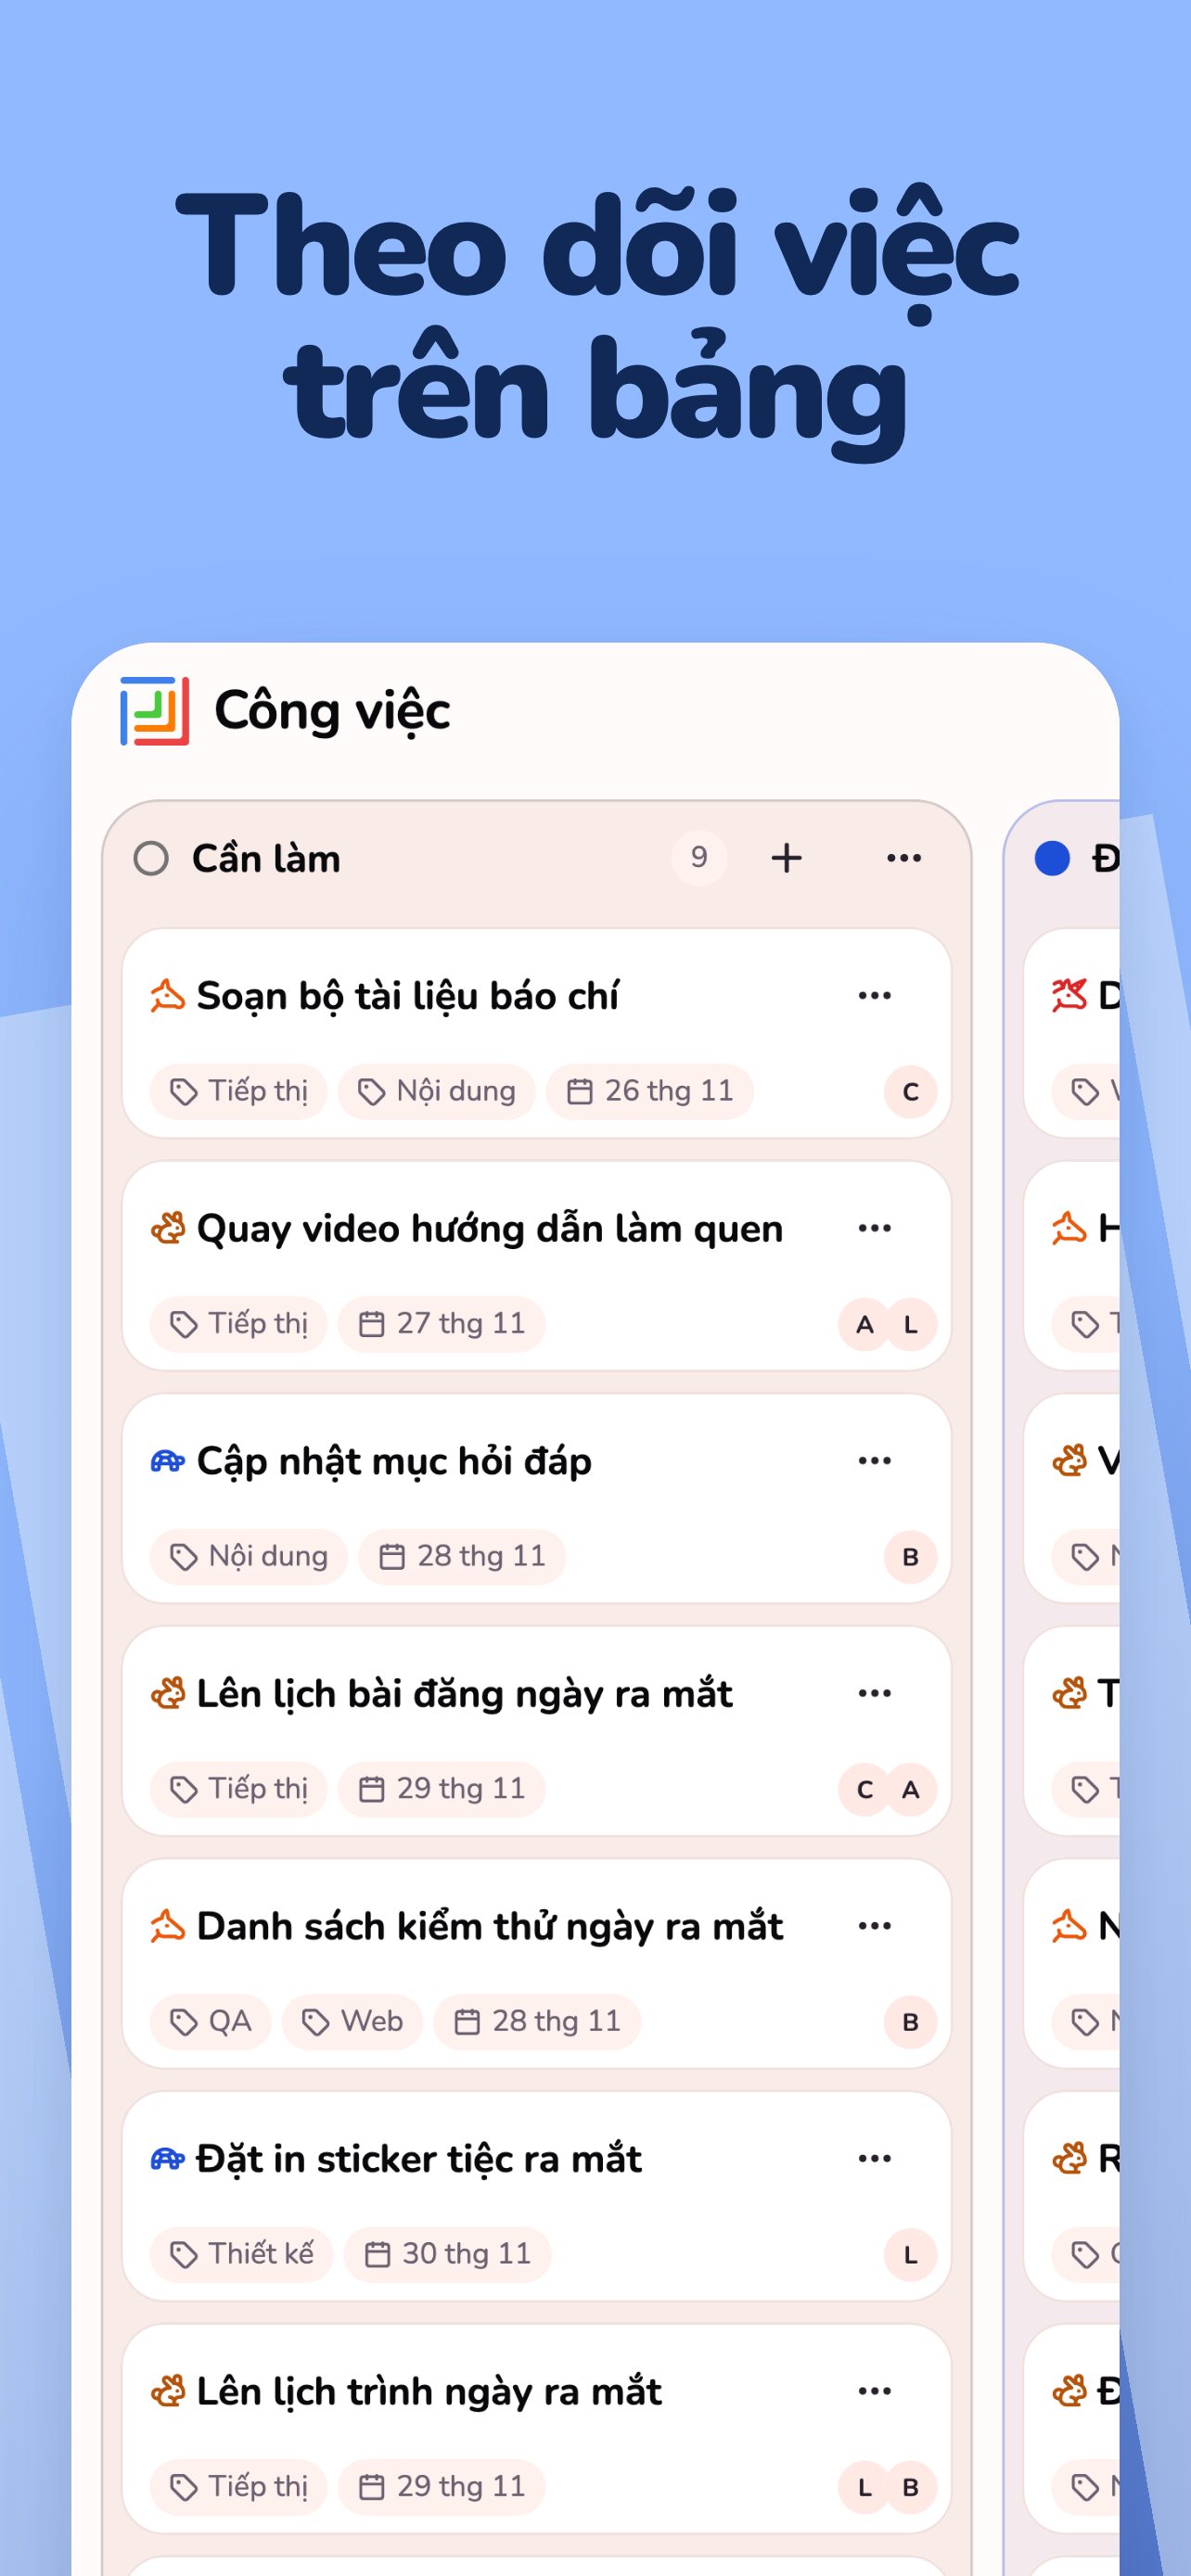 Theo dõi việc
trên bảng
Công việc
Cần làm 9
Soạn bộ tài liệu báo chí
Tiếp thị Nội dung 26 thg 11 C
Quay video hướng dẫn làm quen
Tiếp thị 27 thg 11 A L
Cập nhật mục hỏi đáp
Nội dung 28 thg 11 B
Lên lịch bài đăng ngày ra mắt
Tiếp thị 29 thg 11 C A
Danh sách kiểm thử ngày ra mắt
QA Web 28 thg 11 B
Đặt in sticker tiệc ra mắt
Thiết kế 30 thg 11 L
Lên lịch trình ngày ra mắt
Tiếp thị 29 thg 11 L B